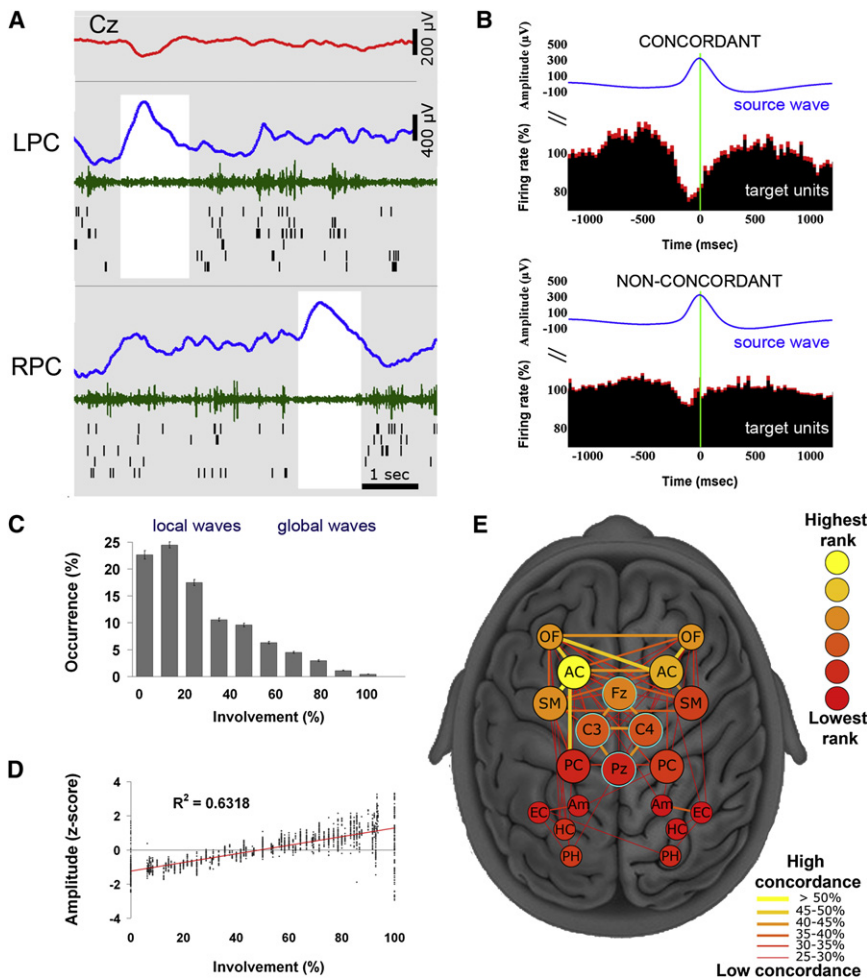 A
Cz
200 µV
LPC
400 µV
RPC
1 sec
B
CONCORDANT
Amplitude (µV)
500
300
100
-100
source wave
Firing rate (%)
100
80
target units
-1000 -500 0 500 1000
Time (msec)
NON-CONCORDANT
Amplitude (µV)
500
300
100
-100
source wave
Firing rate (%)
100
80
target units
-1000 -500 0 500 1000
Time (msec)
C
local waves global waves
Occurrence (%)
25
20
15
10
5
0
0 20 40 60 80 100
Involvement (%)
D
R² = 0.6318
Amplitude (z-score)
4
2
0
-2
-4
0 10 20 30 40 50 60 70 80 90 100
Involvement (%)
E
Highest
rank
Lowest
rank
OF OF
AC AC
Fz
SM SM
C3 C4
PC Pz PC
Am Am
EC EC
HC HC
PH PH
High
concordance
> 50%
45-50%
40-45%
35-40%
30-35%
25-30%
Low concordance